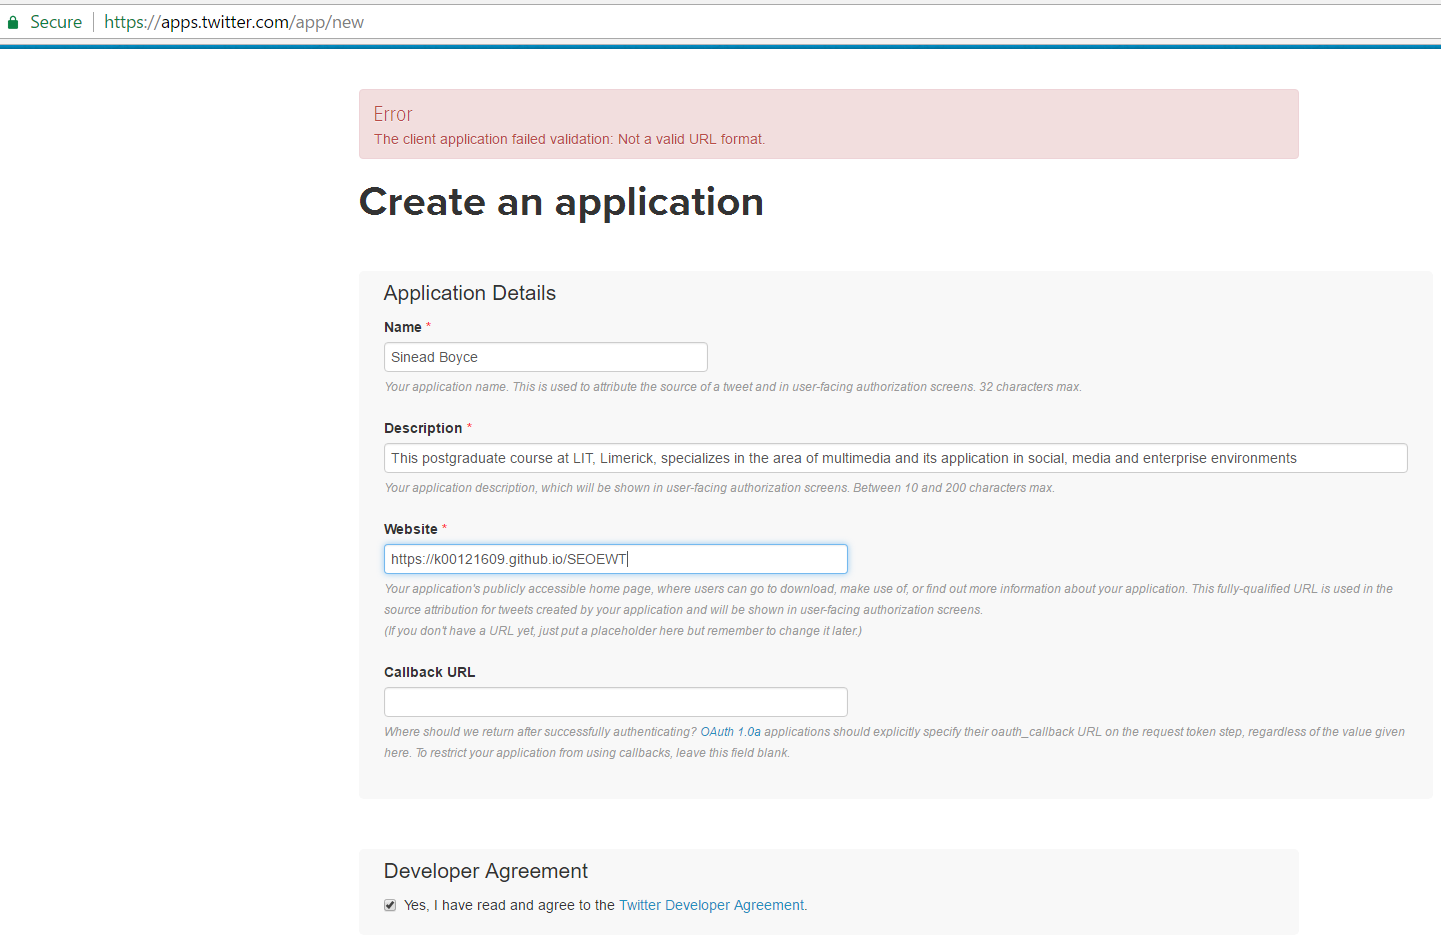 Secure https://apps.twitter.com/app/new
Error
The client application failed validation: Not a valid URL format.
Create an application
Application Details
Name *
Sinead Boyce
Your application name. This is used to attribute the source of a tweet and in user-facing authorization screens. 32 characters max.
Description *
This postgraduate course at LIT, Limerick, specializes in the area of multimedia and its application in social, media and enterprise environments
Your application description, which will be shown in user-facing authorization screens. Between 10 and 200 characters max.
Website *
https://k00121609.github.io/SEOEWT
Your application's publicly accessible home page, where users can go to download, make use of, or find out more information about your application. This fully-qualified URL is used in the
source attribution for tweets created by your application and will be shown in user-facing authorization screens.
(If you don't have a URL yet, just put a placeholder here but remember to change it later.)
Callback URL
Where should we return after successfully authenticating? OAuth 1.0a applications should explicitly specify their oauth_callback URL on the request token step, regardless of the value given
here. To restrict your application from using callbacks, leave this field blank.
Developer Agreement
Yes, I have read and agree to the Twitter Developer Agreement.